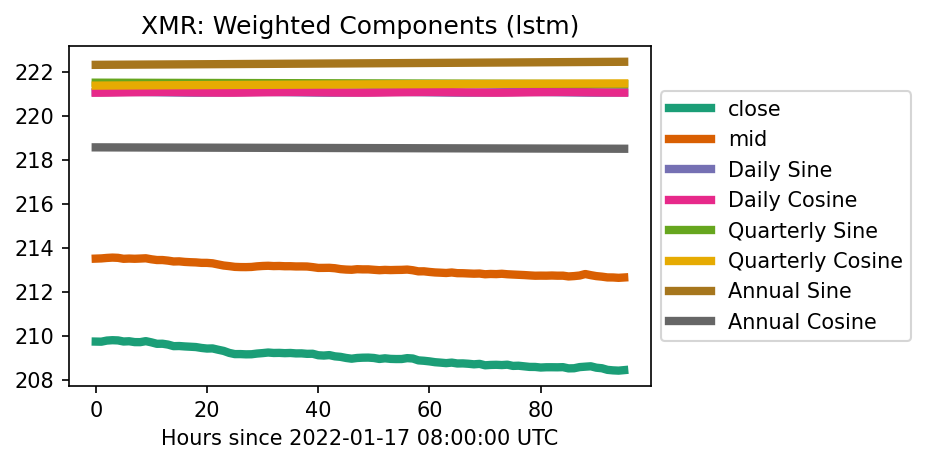 XMR: Weighted Components (lstm)
222
220
218
216
214
212
210
208
0
20
40
60
80
Hours since 2022-01-17 08:00:00 UTC
close
mid
Daily Sine
Daily Cosine
Quarterly Sine
Quarterly Cosine
Annual Sine
Annual Cosine